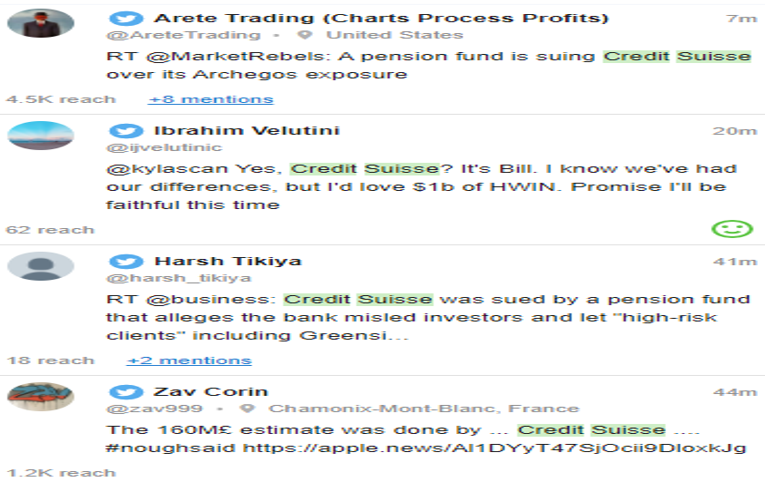 Arete Trading (Charts Process Profits) 7m
@AreteTrading • United States
RT @MarketRebels: A pension fund is suing Credit Suisse
over its Archegos exposure
4.5K reach +8 mentions
Ibrahim Velutini 20m
@ijvelutinic
@kylascan Yes, Credit Suisse? It's Bill. I know we've had
our differences, but I'd love $1b of HWIN. Promise I'll be
faithful this time
62 reach
Harsh Tikiya 41m
@harsh_tikiya
RT @business: Credit Suisse was sued by a pension fund
that alleges the bank misled investors and let "high-risk
clients" including Greensi...
18 reach +2 mentions
Zav Corin 44m
@zav999 • Chamonix-Mont-Blanc, France
The 160M£ estimate was done by ... Credit Suisse ....
#noughsaid https://apple.news/AI1DYyT47SjOcii9DloxkJg
1.2K reach